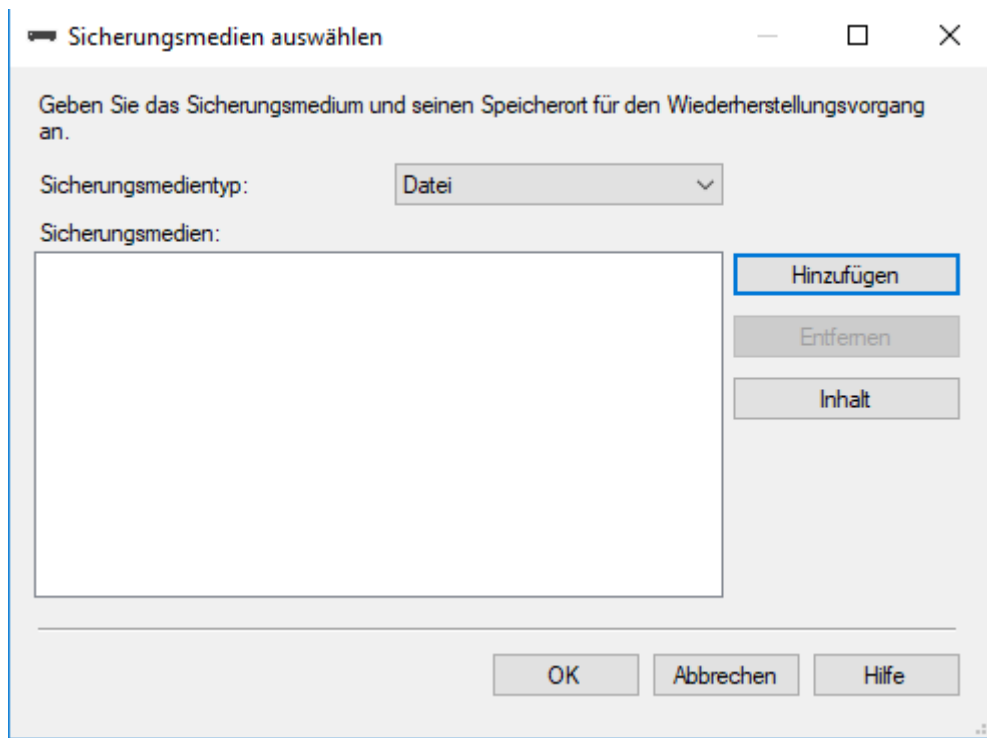 Sicherungsmedien auswählen
Geben Sie das Sicherungsmedium und seinen Speicherort für den Wiederherstellungsvorgang
an.
Sicherungsmedientyp:
Datei
Sicherungsmedien:
Hinzufügen
Entfernen
Inhalt
OK
Abbrechen
Hilfe